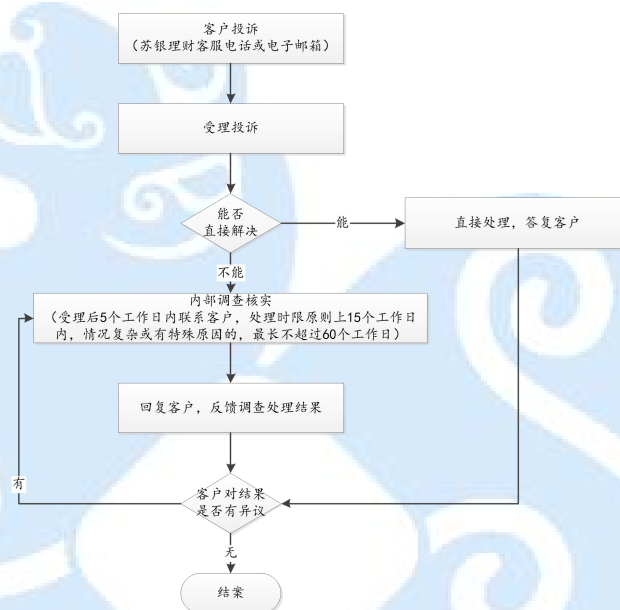 客户投诉
（苏银理财客服电话或电子邮箱）
受理投诉
能否
直接解决
能
直接处理，答复客户
不能
内部调查核实
（受理后5个工作日内联系客户，处理时限原则上15个工作日
内，情况复杂或有特殊原因的，最长不超过60个工作日）
回复客户，反馈调查处理结果
有
客户对结果
是否有异议
无
结案